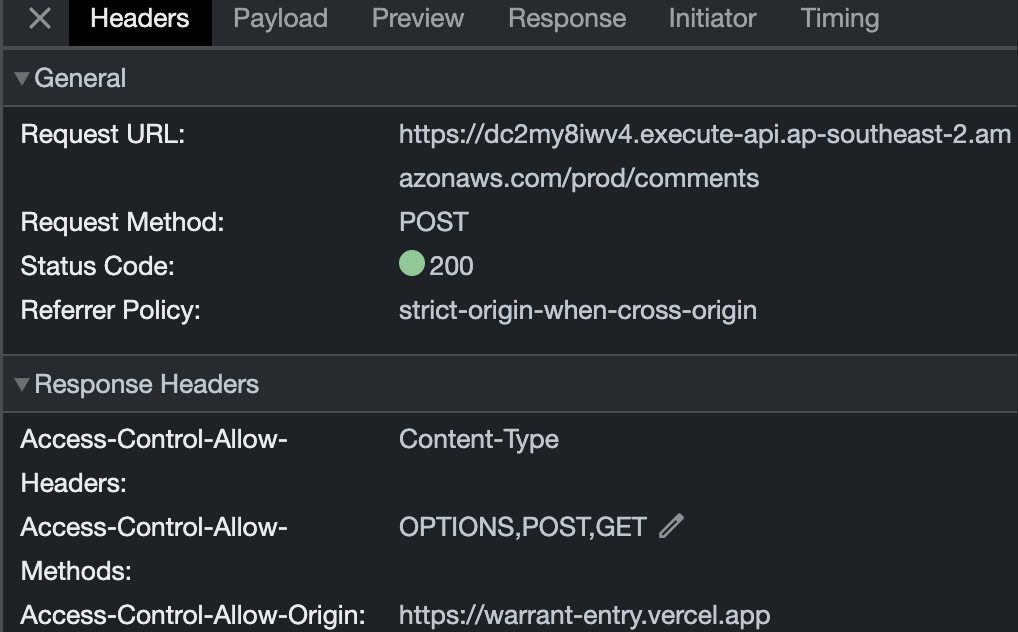 Headers Payload Preview Response Initiator Timing
General
Request URL: https://dc2my8iwv4.execute-api.ap-southeast-2.am
azonaws.com/prod/comments
Request Method: POST
Status Code: 200
Referrer Policy: strict-origin-when-cross-origin
Response Headers
Access-Control-Allow- Content-Type
Headers:
Access-Control-Allow- OPTIONS,POST,GET
Methods:
Access-Control-Allow-Origin: https://warrant-entry.vercel.app